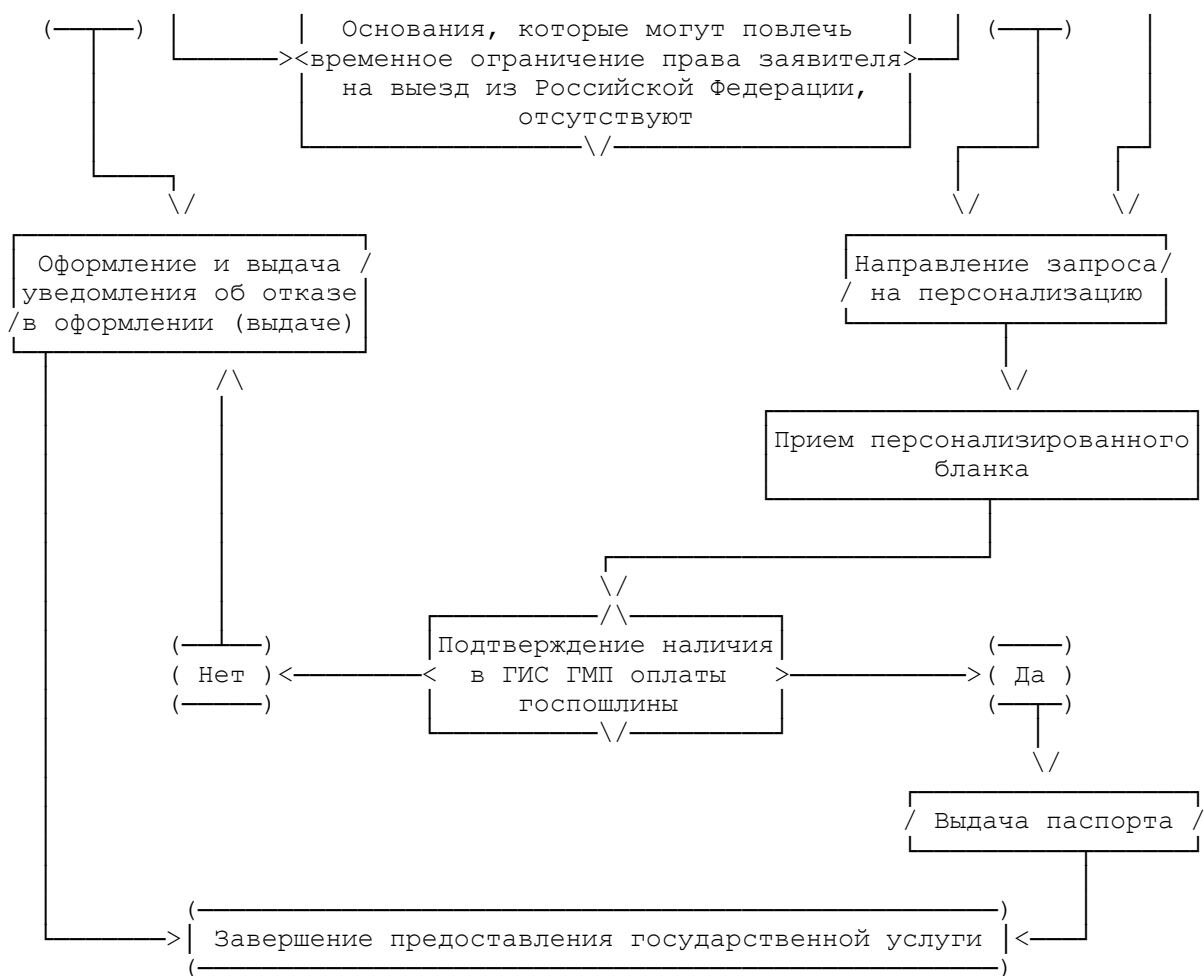 Основания, которые могут повлечь
временное ограничение права заявителя
на выезд из Российской Федерации,
отсутствуют
Оформление и выдача
уведомления об отказе
в оформлении (выдаче)
Направление запроса
на персонализацию
Прием персонализированного
бланка
Подтверждение наличия
в ГИС ГМП оплаты
госпошлины
Нет
Да
Выдача паспорта
Завершение предоставления государственной услуги